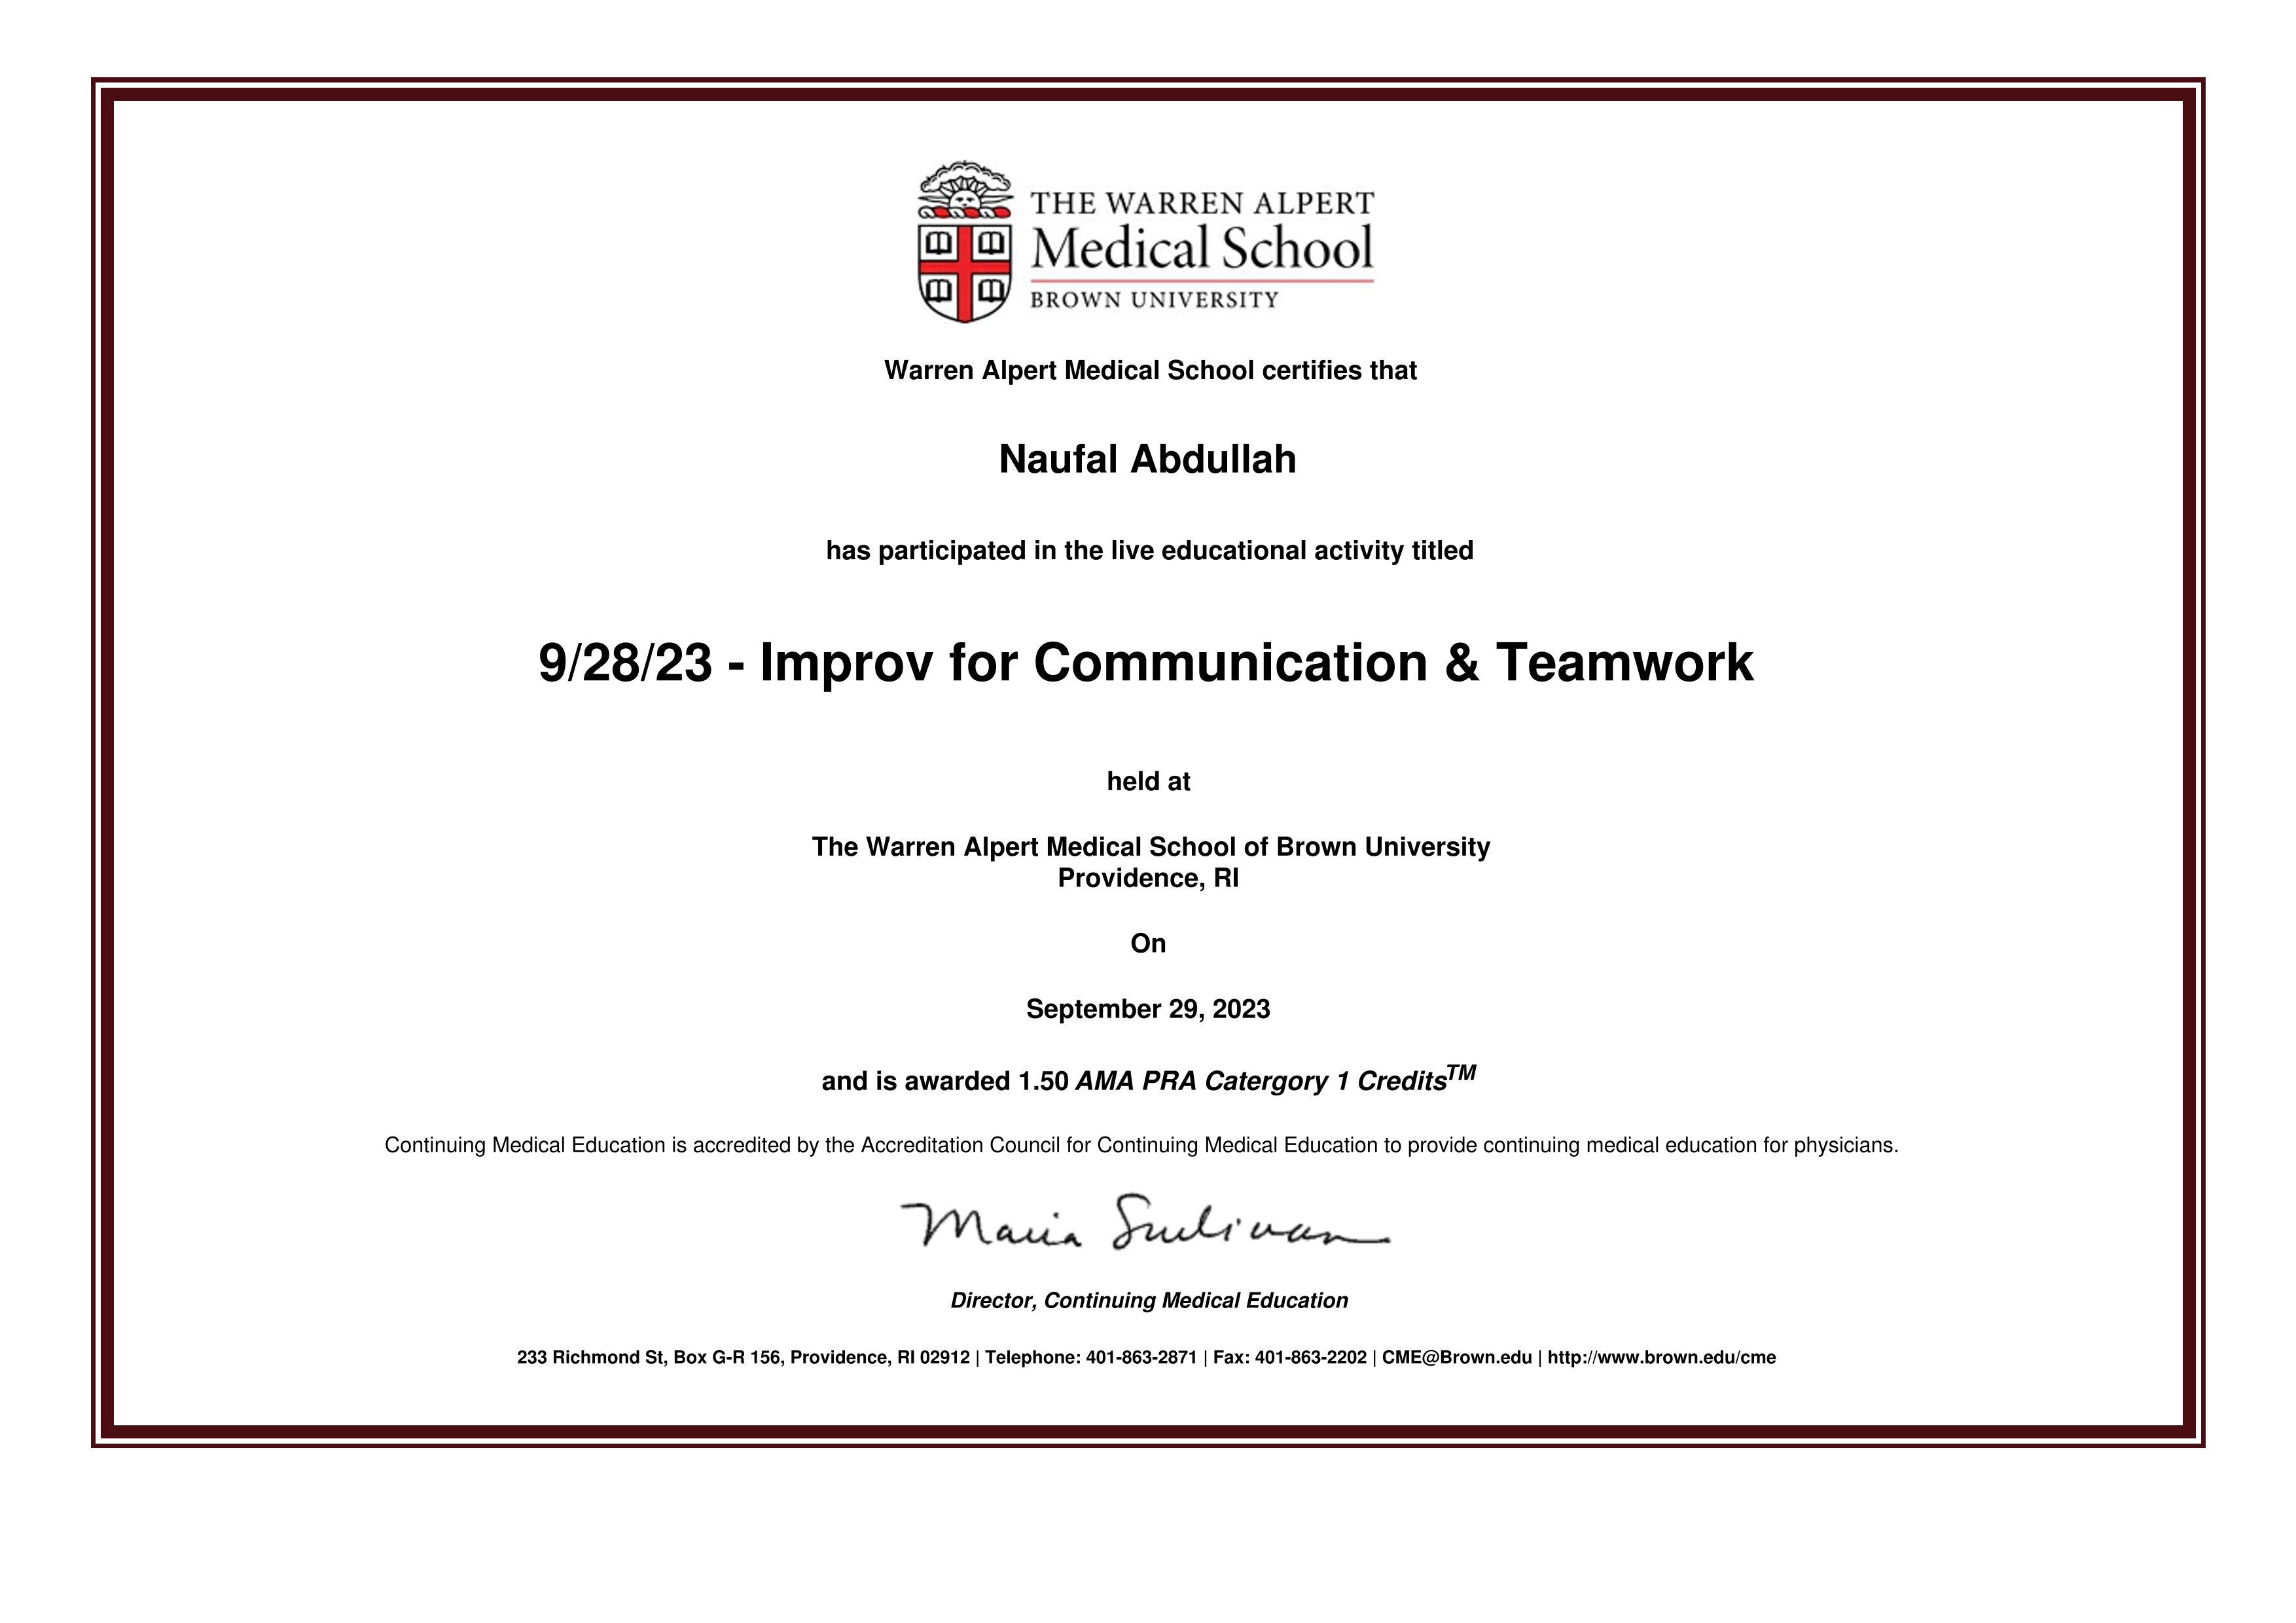 THE WARREN ALPERT
Medical School
BROWN UNIVERSITY
Warren Alpert Medical School certifies that
Naufal Abdullah
has participated in the live educational activity titled
9/28/23 - Improv for Communication & Teamwork
held at
The Warren Alpert Medical School of Brown University
Providence, RI
On
September 29, 2023
and is awarded 1.50 AMA PRA Catergory 1 Credits™
Continuing Medical Education is accredited by the Accreditation Council for Continuing Medical Education to provide continuing medical education for physicians.
Maria Sullivan
Director, Continuing Medical Education
233 Richmond St, Box G-R 156, Providence, RI 02912 | Telephone: 401-863-2871 | Fax: 401-863-2202 | CME@Brown.edu | http://www.brown.edu/cme